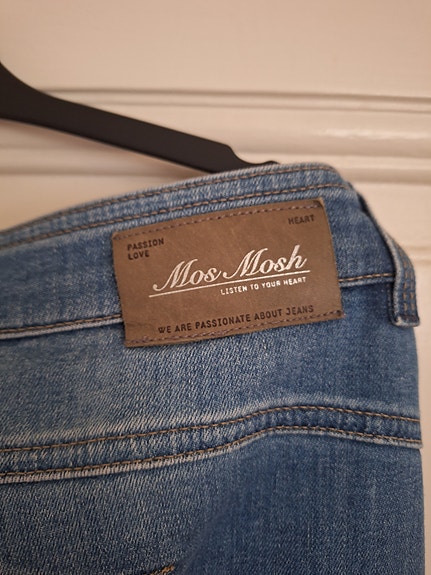 PASSION HEART
LOVE
Mos Mosh
LISTEN TO YOUR HEART
WE ARE PASSIONATE ABOUT JEANS